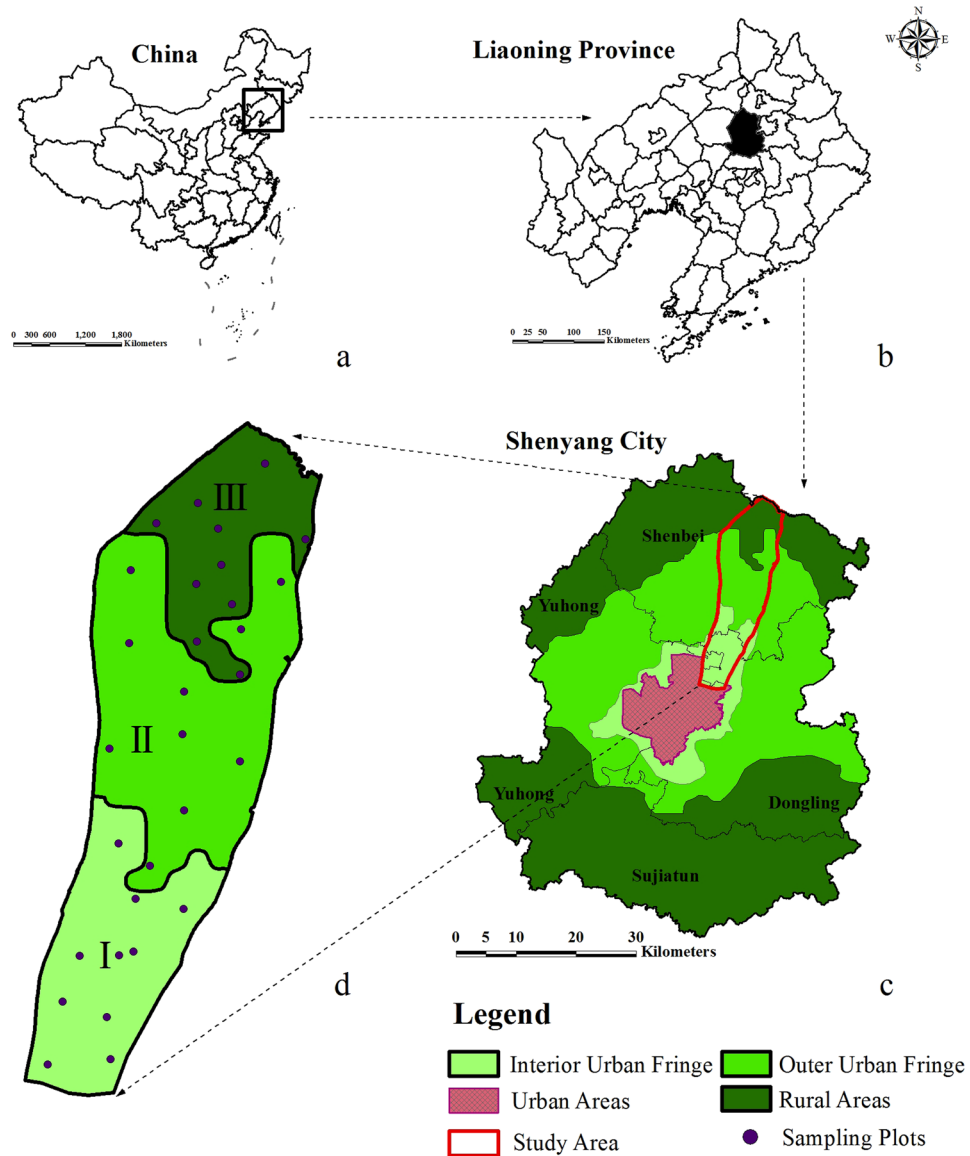 China
Liaoning Province
N
W E
S
0 300 600 1,200 1,800
Kilometers
a
0 25 50 100 150
Kilometers
b
Shenyang City
III
II
I
d
Shenbei
Yuhong
Yuhong
Dongling
Sujiatun
0 5 10 20 30
Kilometers
c
Legend
Interior Urban Fringe Outer Urban Fringe
Urban Areas Rural Areas
Study Area Sampling Plots